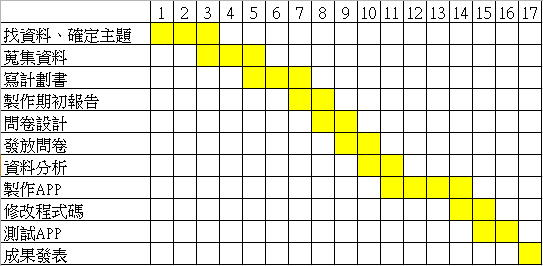 1 2 3 4 5 6 7 8 9 10 11 12 13 14 15 16 17
找資料、確定主題
蒐集資料
寫計劃書
製作期初報告
問卷設計
發放問卷
資料分析
製作APP
修改程式碼
測試APP
成果發表